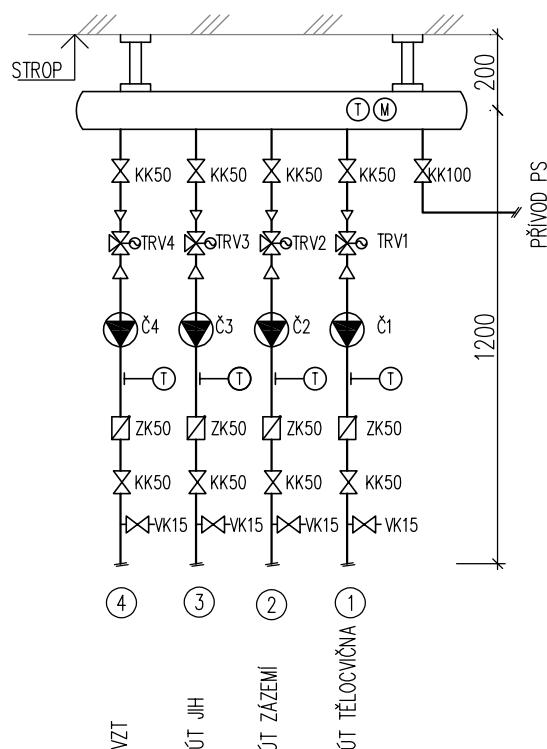 STROP
200
T M
KK50 KK50 KK50 KK50 KK100
PŘÍVOD PS
TRV4 TRV3 TRV2 TRV1
1200
Č4 Č3 Č2 Č1
T T T T
ZK50 ZK50 ZK50 ZK50
KK50 KK50 KK50 KK50
VK15 VK15 VK15 VK15
4 3 2 1
VZT
ÚT JIH
ÚT ZÁZEMÍ
ÚT TĚLOCVIČNA